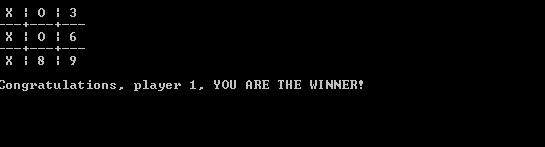 X | O | 3
---+---+---
X | O | 6
---+---+---
X | 8 | 9
Congratulations, player 1, YOU ARE THE WINNER!